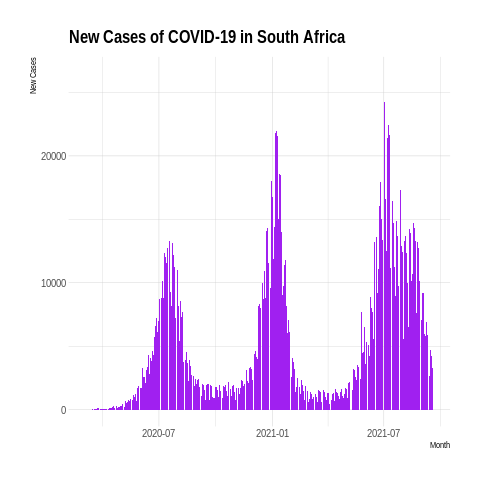 New Cases of COVID-19 in South Africa
New Cases
20000
10000
0
2020-07
2021-01
2021-07
Month